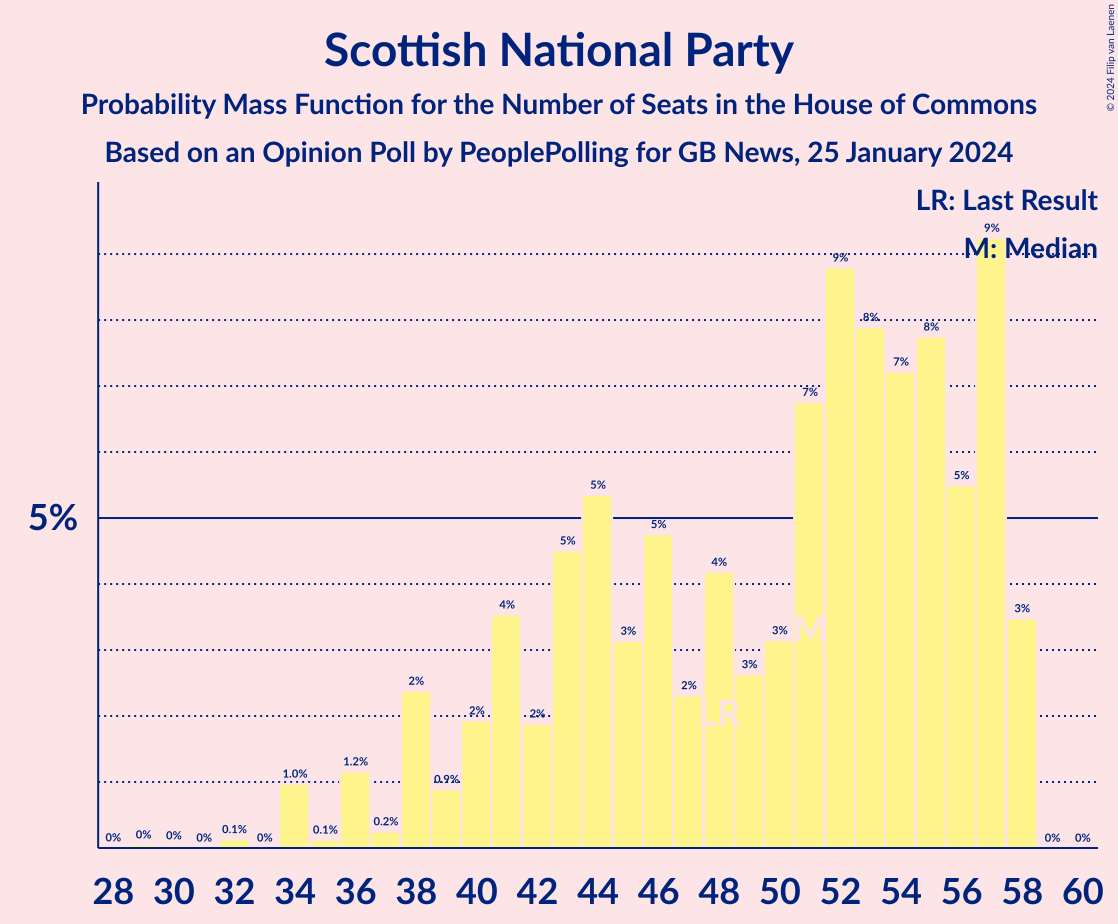 Scottish National Party
Probability Mass Function for the Number of Seats in the House of Commons
Based on an Opinion Poll by PeoplePolling for GB News, 25 January 2024
© 2024 Filip van Laenen
LR: Last Result
M: Median
5%
0% 0% 0% 0% 0.1% 0% 1.0% 0.1% 1.2% 0.2% 2% 0.9% 2% 4% 2% 5% 5% 3% 5% 2% 4% 3% 3% 7% 9% 8% 7% 8% 5% 9% 3% 0% 0%
M
LR
28 30 32 34 36 38 40 42 44 46 48 50 52 54 56 58 60